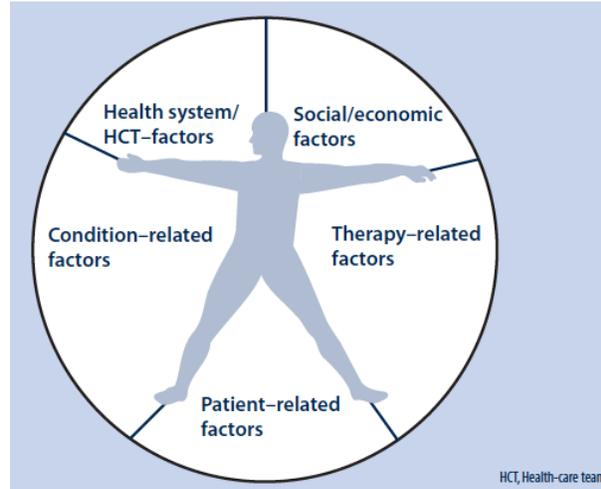 Health system/
HCT–factors
Social/economic
factors
Condition–related
factors
Therapy–related
factors
Patient–related
factors
HCT, Health-care team